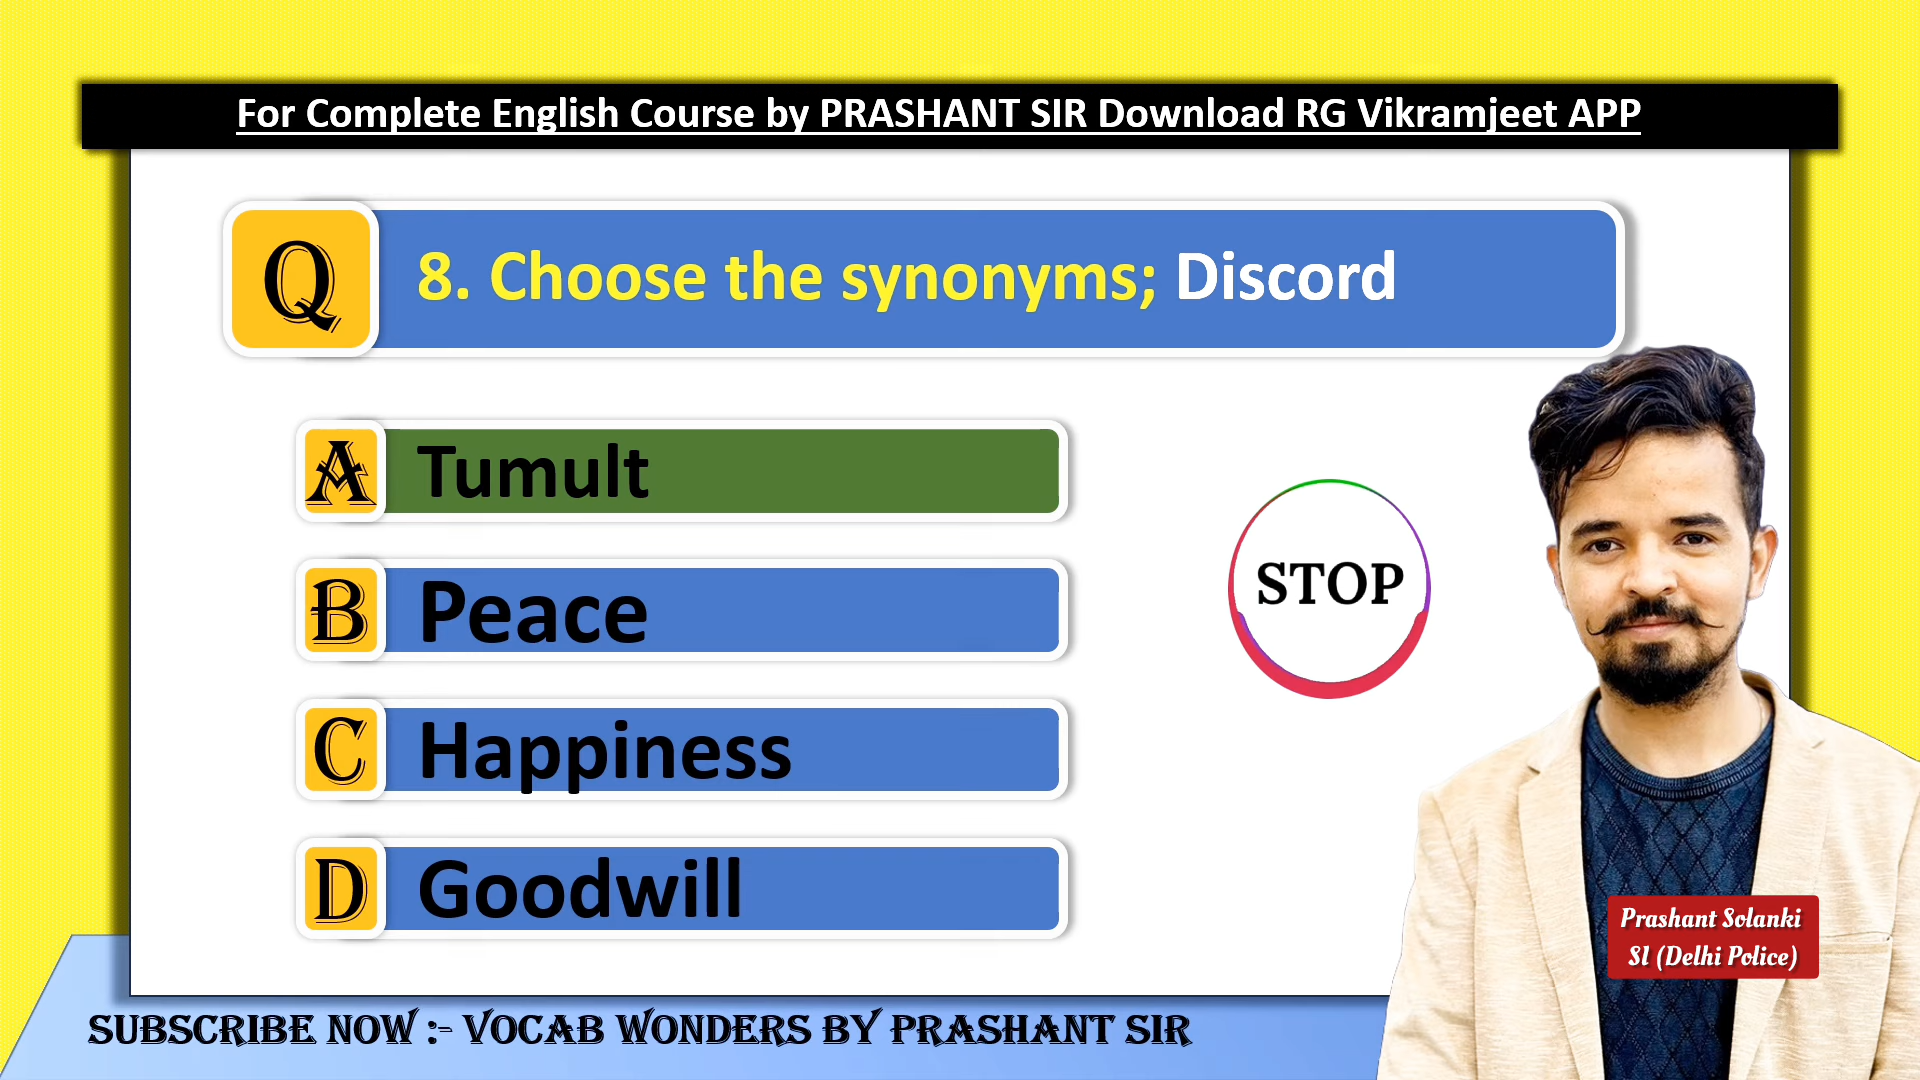 For Complete English Course by PRASHANT SIR Download RG Vikramjeet APP
Q
8. Choose the synonyms; Discord
A
Tumult
B
Peace
C
Happiness
D
Goodwill
STOP
Prashant Solanki
SI (Delhi Police)
SUBSCRIBE NOW :- VOCAB WONDERS BY PRASHANT SIR